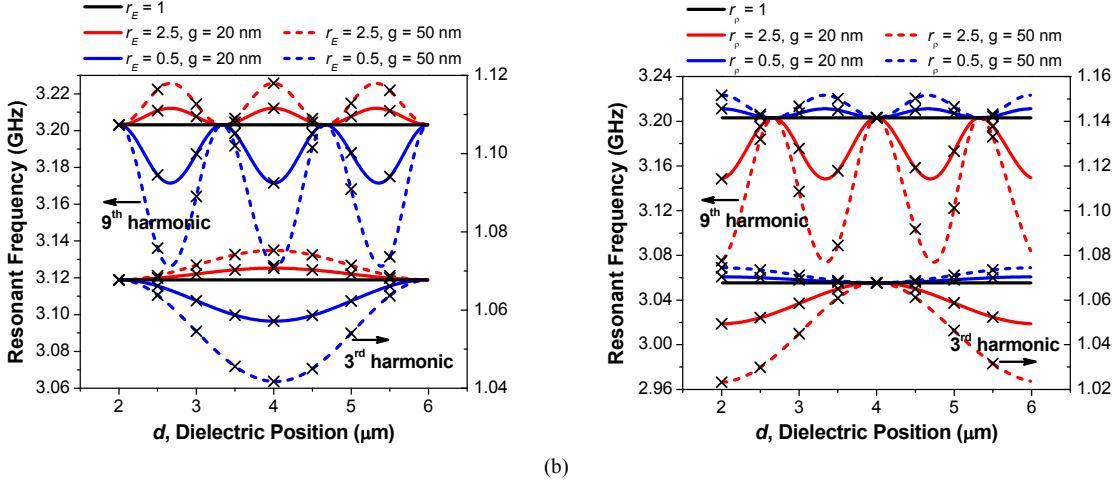 r_E = 1
r_E = 2.5, g = 20 nm
r_E = 2.5, g = 50 nm
r_E = 0.5, g = 20 nm
r_E = 0.5, g = 50 nm
3.22
3.20
3.18
3.16
3.14
3.12
3.10
3.08
3.06
Resonant Frequency (GHz)
1.12
1.10
1.08
1.06
1.04
9th harmonic
3rd harmonic
2 3 4 5 6
d, Dielectric Position (μm)
r_ρ = 1
r_ρ = 2.5, g = 20 nm
r_ρ = 2.5, g = 50 nm
r_ρ = 0.5, g = 20 nm
r_ρ = 0.5, g = 50 nm
3.24
3.20
3.16
3.12
3.08
3.04
3.00
2.96
Resonant Frequency (GHz)
1.16
1.14
1.12
1.10
1.08
1.06
1.04
1.02
9th harmonic
3rd harmonic
2 3 4 5 6
d, Dielectric Position (μm)
(b)